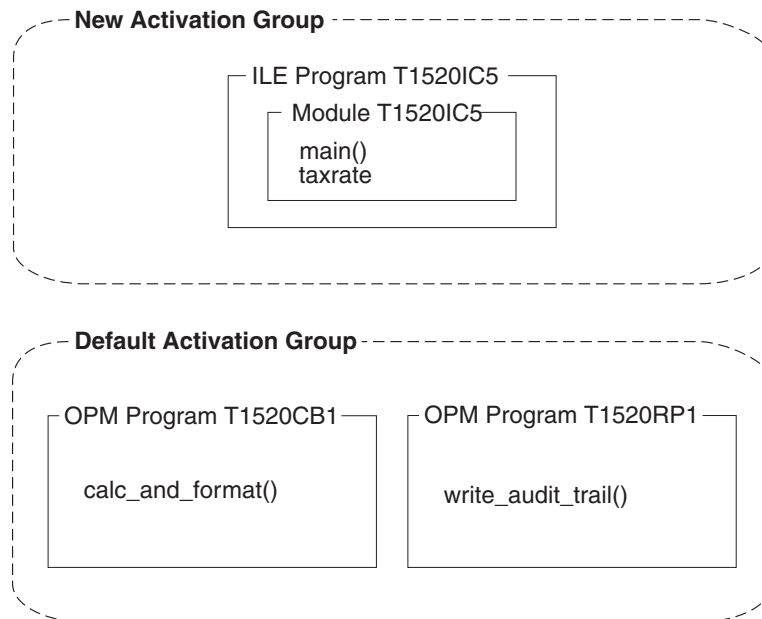 New Activation Group
ILE Program T1520IC5
Module T1520IC5
main()
taxrate
Default Activation Group
OPM Program T1520CB1
calc_and_format()
OPM Program T1520RP1
write_audit_trail()